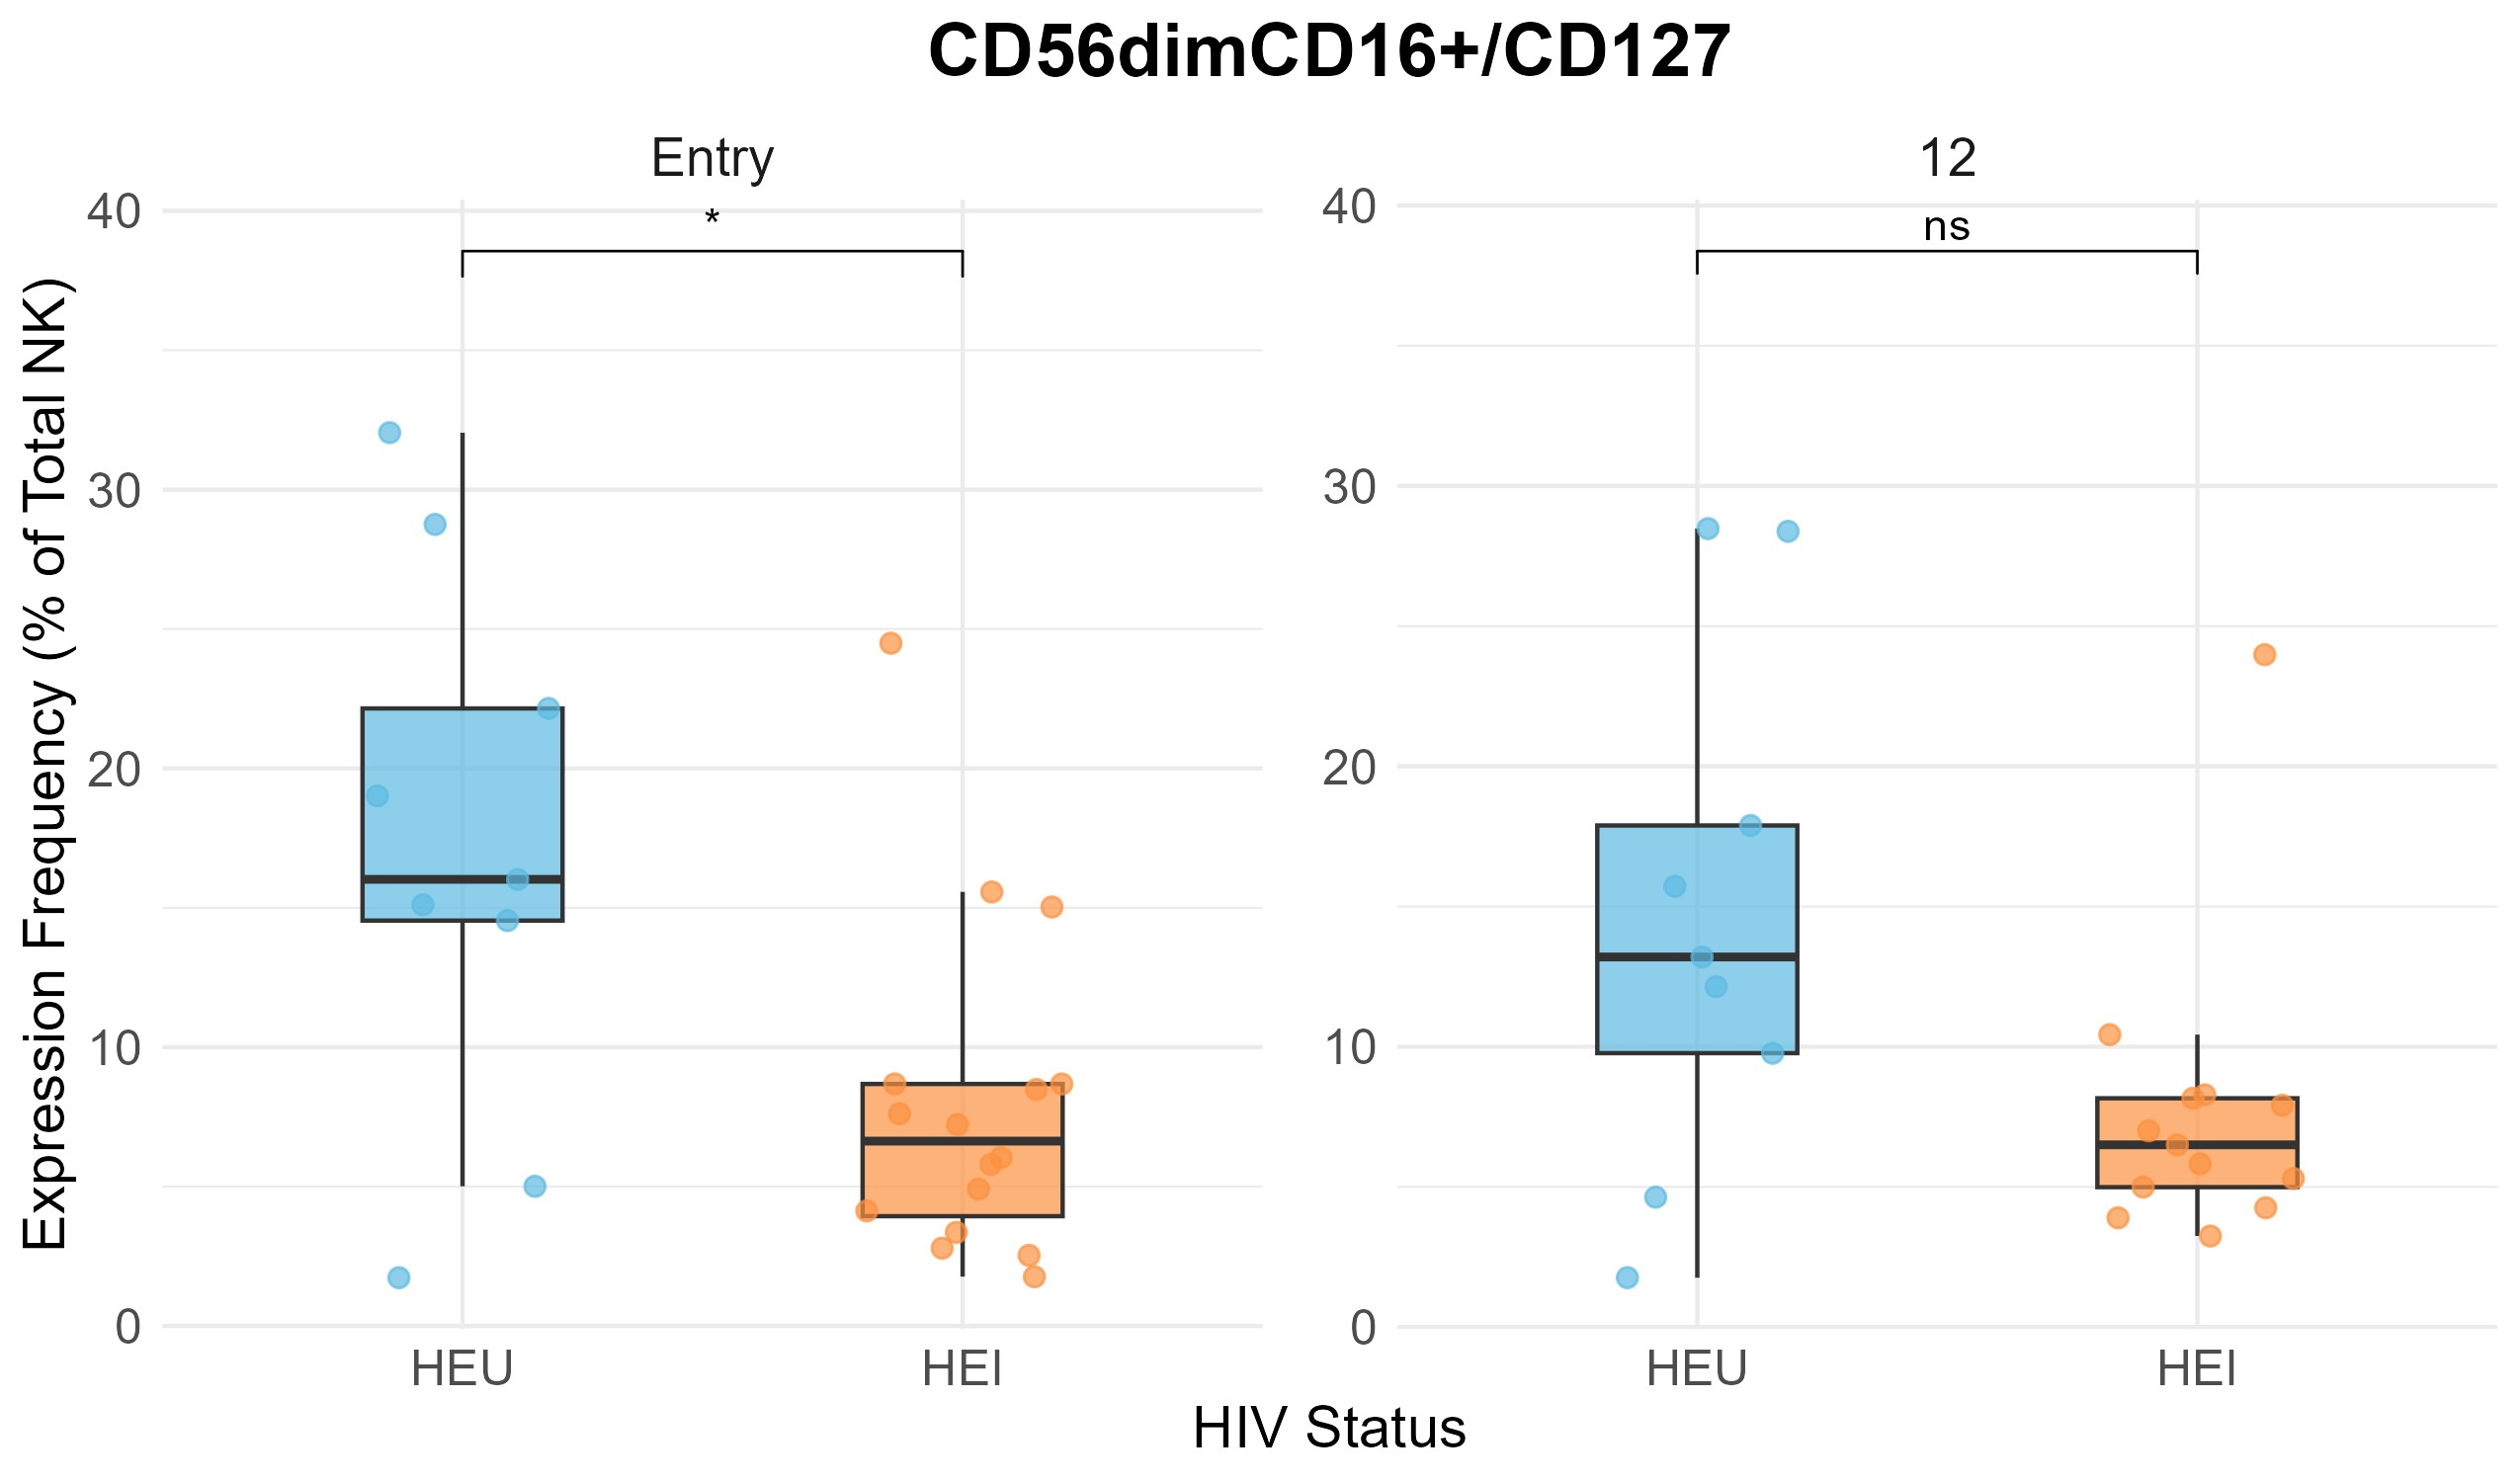 CD56dimCD16+/CD127
Entry
12
*
ns
Expression Frequency (% of Total NK)
40
30
20
10
0
40
30
20
10
0
HEU
HEI
HEU
HEI
HIV Status